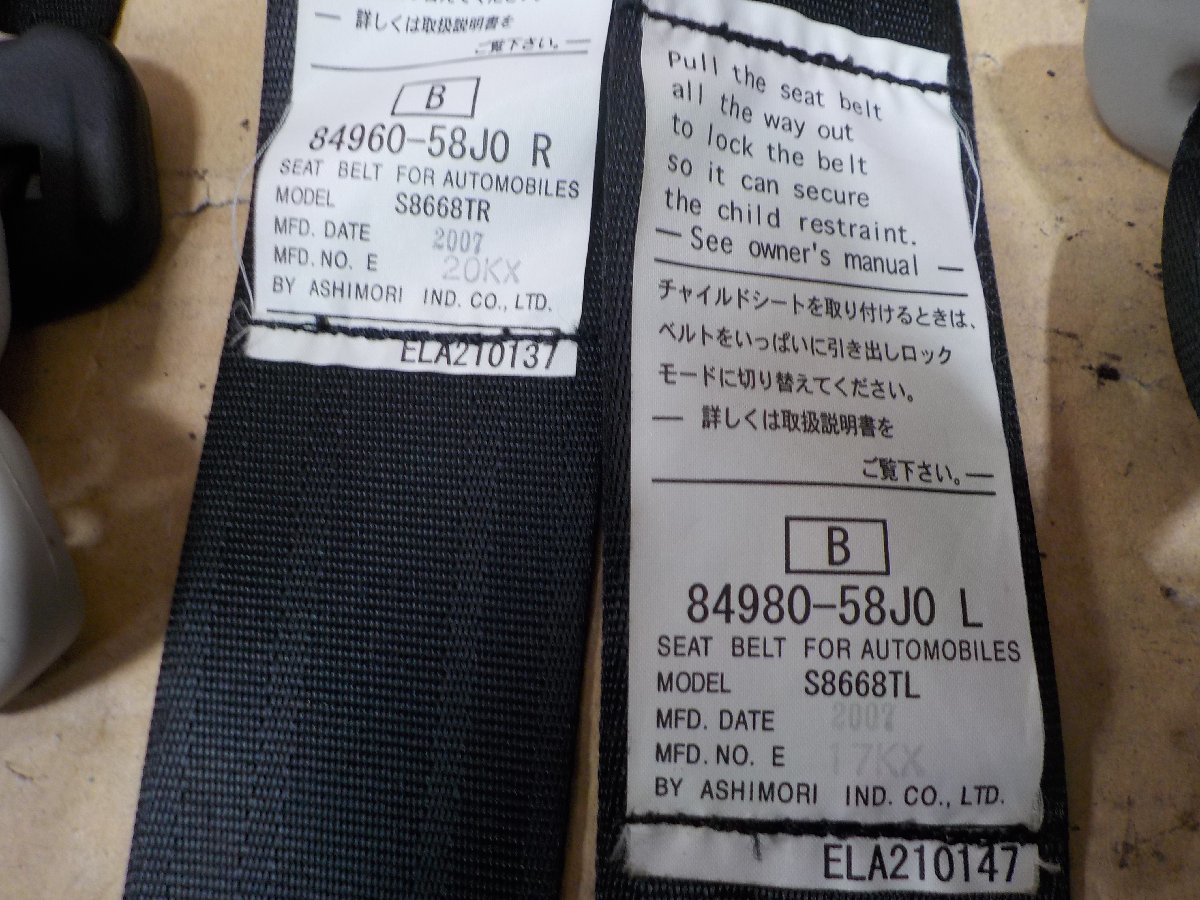 詳しくは取扱説明書を
ご覧下さい。
B
84960-58J0 R
SEAT BELT FOR AUTOMOBILES
MODEL S8668TR
MFD. DATE 2007
MFD. NO. E 20KX
BY ASHIMORI IND. CO., LTD.
ELA210137
Pull the seat belt
all the way out
to lock the belt
so it can secure
the child restraint.
— See owner's manual —
チャイルドシートを取り付けるときは、
ベルトをいっぱいに引き出しロック
モードに切り替えてください。
— 詳しくは取扱説明書を
ご覧下さい。—
B
84980-58J0 L
SEAT BELT FOR AUTOMOBILES
MODEL S8668TL
MFD. DATE 2007
MFD. NO. E 17KX
BY ASHIMORI IND. CO., LTD.
ELA210147